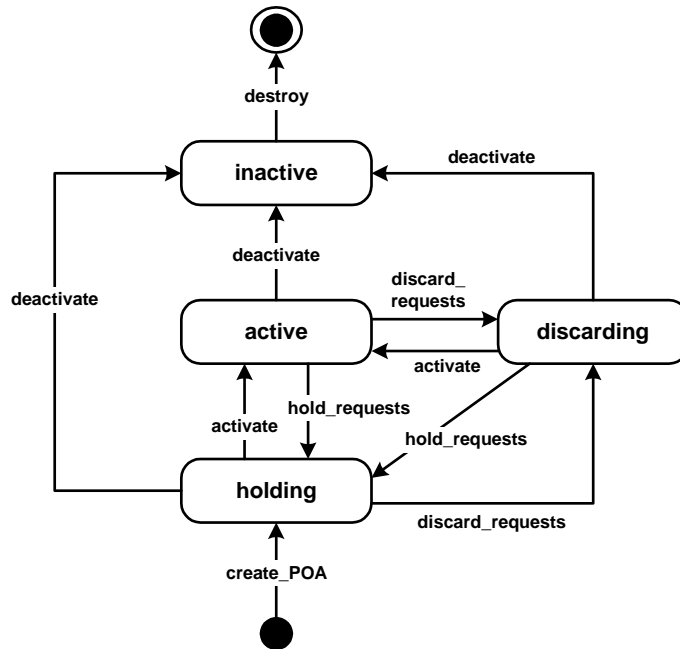 destroy
inactive
deactivate
deactivate
deactivate
discard_
requests
active
discarding
activate
hold_requests
activate
hold_requests
holding
discard_requests
create_POA